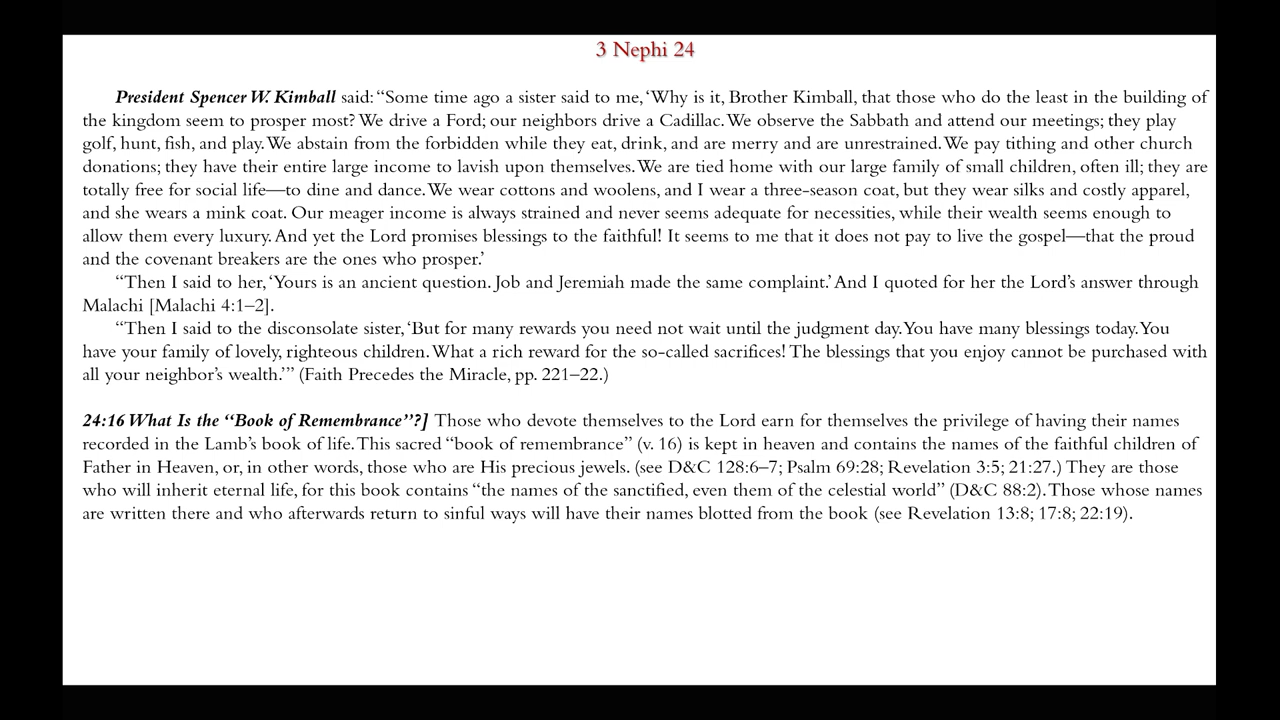 3 Nephi 24
President Spencer W. Kimball said: “Some time ago a sister said to me, ‘Why is it, Brother Kimball, that those who do the least in the building of
the kingdom seem to prosper most? We drive a Ford; our neighbors drive a Cadillac. We observe the Sabbath and attend our meetings; they play
golf, hunt, fish, and play. We abstain from the forbidden while they eat, drink, and are merry and are unrestrained. We pay tithing and other church
donations; they have their entire large income to lavish upon themselves. We are tied home with our large family of small children, often ill; they are
totally free for social life—to dine and dance. We wear cottons and woolens, and I wear a three-season coat, but they wear silks and costly apparel,
and she wears a mink coat. Our meager income is always strained and never seems adequate for necessities, while their wealth seems enough to
allow them every luxury. And yet the Lord promises blessings to the faithful! It seems to me that it does not pay to live the gospel—that the proud
and the covenant breakers are the ones who prosper.’
“Then I said to her, ‘Yours is an ancient question. Job and Jeremiah made the same complaint.’ And I quoted for her the Lord’s answer through
Malachi [Malachi 4:1–2].
“Then I said to the disconsolate sister, ‘But for many rewards you need not wait until the judgment day. You have many blessings today. You
have your family of lovely, righteous children. What a rich reward for the so-called sacrifices! The blessings that you enjoy cannot be purchased with
all your neighbor’s wealth.’” (Faith Precedes the Miracle, pp. 221–22.)
24:16 What Is the “Book of Remembrance”?] Those who devote themselves to the Lord earn for themselves the privilege of having their names
recorded in the Lamb’s book of life. This sacred “book of remembrance” (v. 16) is kept in heaven and contains the names of the faithful children of
Father in Heaven, or, in other words, those who are His precious jewels. (see D&C 128:6–7; Psalm 69:28; Revelation 3:5; 21:27.) They are those
who will inherit eternal life, for this book contains “the names of the sanctified, even them of the celestial world” (D&C 88:2). Those whose names
are written there and who afterwards return to sinful ways will have their names blotted from the book (see Revelation 13:8; 17:8; 22:19).